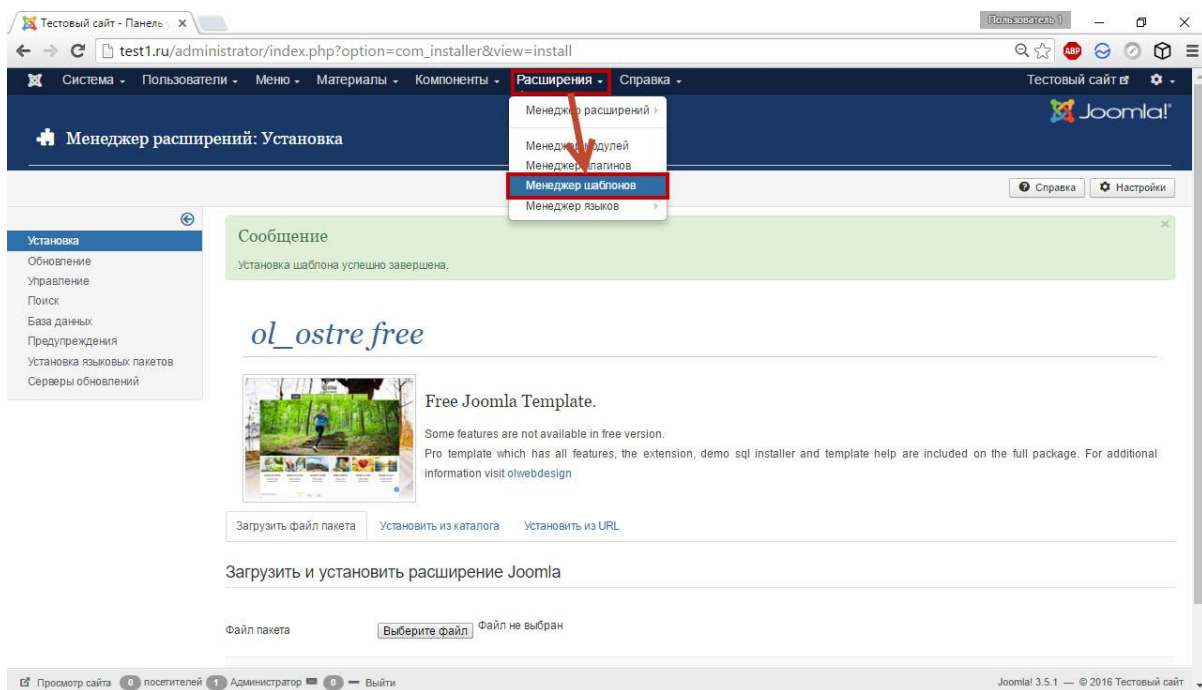 Тестовый сайт - Панель у
Пользователь 1
test1.ru/administrator/index.php?option=com_installer&view=install
ABP
Система Пользователи Меню Материалы Компоненты Расширения Справка Тестовый сайт
Менеджер расширений: Установка
Joomla!®
Менеджер расширений
Менеджер модулей
Менеджер плагинов
Менеджер шаблонов
Менеджер языков
Справка Настройки
Установка
Обновление
Управление
Поиск
База данных
Предупреждения
Установка языковых пакетов
Серверы обновлений
Сообщение
Установка шаблона успешно завершена.
ol_ostre free
Free Joomla Template.
Some features are not available in free version.
Pro template which has all features, the extension, demo sql installer and template help are included on the full package. For additional
information visit olwebdesign
Загрузить файл пакета Установить из каталога Установить из URL
Загрузить и установить расширение Joomla
Файл пакета Выберите файл Файл не выбран
Просмотр сайта 0 посетителей 1 Администратор 0 Выйти
Joomla! 3.5.1 — © 2016 Тестовый сайт